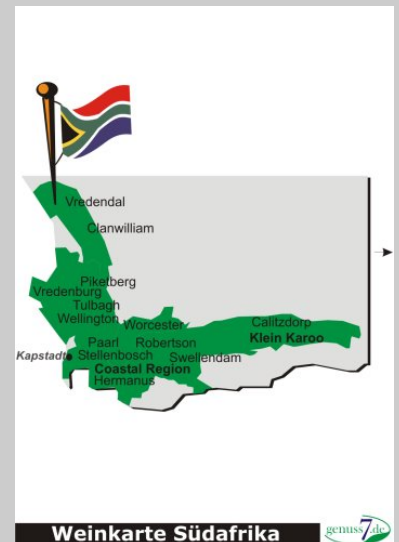 Vredendal
Clanwilliam
Piketberg
Vredenburg
Tulbagh
Wellington
Worcester
Calitzdorp
Paarl
Robertson
Klein Karoo
Kapstadt
Stellenbosch
Swellendam
Coastal Region
Hermanus
Weinkarte Südafrika
genuss7.de